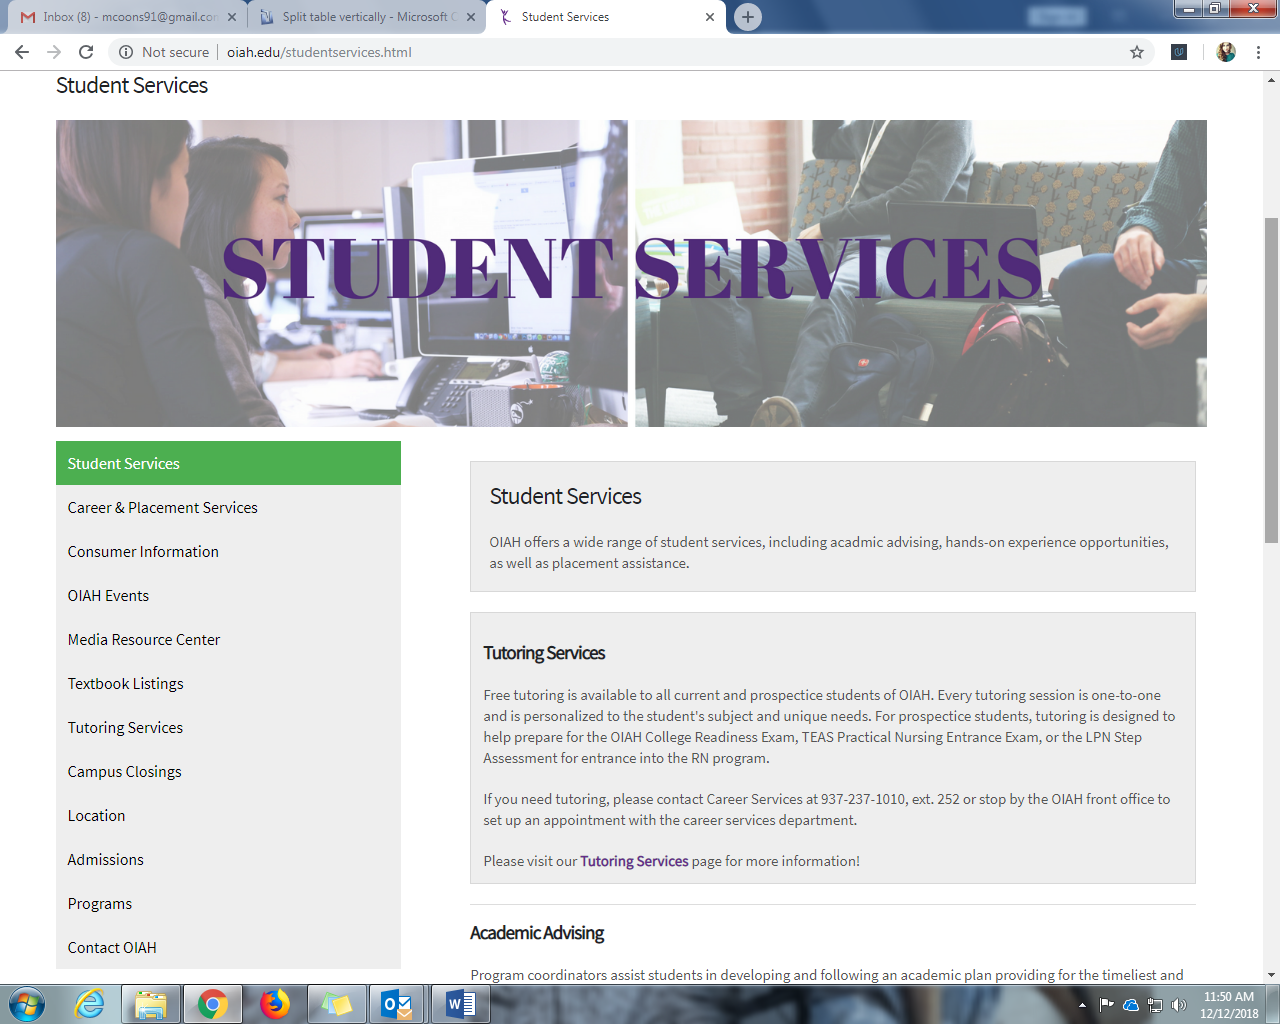 Inbox (8) - mcoons91@gmail.con
Split table vertically - Microsoft C
Student Services
Not secure
oiah.edu/studentservices.html
Student Services
STUDENT SERVICES
Student Services
Career & Placement Services
Consumer Information
OIAH Events
Media Resource Center
Textbook Listings
Tutoring Services
Campus Closings
Location
Admissions
Programs
Contact OIAH
Student Services
OIAH offers a wide range of student services, including acadmic advising, hands-on experience opportunities,
as well as placement assistance.
Tutoring Services
Free tutoring is available to all current and prospectice students of OIAH. Every tutoring session is one-to-one
and is personalized to the student's subject and unique needs. For prospectice students, tutoring is designed to
help prepare for the OIAH College Readiness Exam, TEAS Practical Nursing Entrance Exam, or the LPN Step
Assessment for entrance into the RN program.
If you need tutoring, please contact Career Services at 937-237-1010, ext. 252 or stop by the OIAH front office to
set up an appointment with the career services department.
Please visit our Tutoring Services page for more information!
Academic Advising
Program coordinators assist students in developing and following an academic plan providing for the timeliest and
11:50 AM
12/12/2018